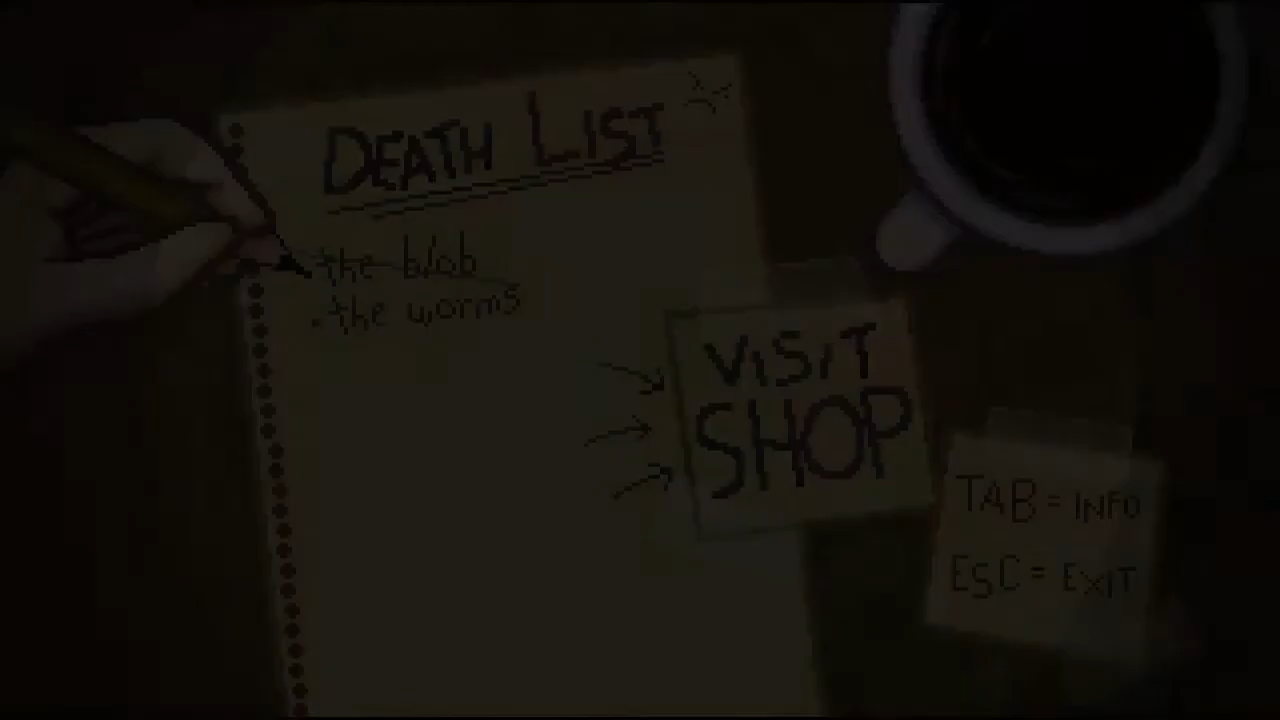 DEATH LIST
- the blob
- the worms
VISIT
SHOP
TAB = INFO
ESC = EXIT